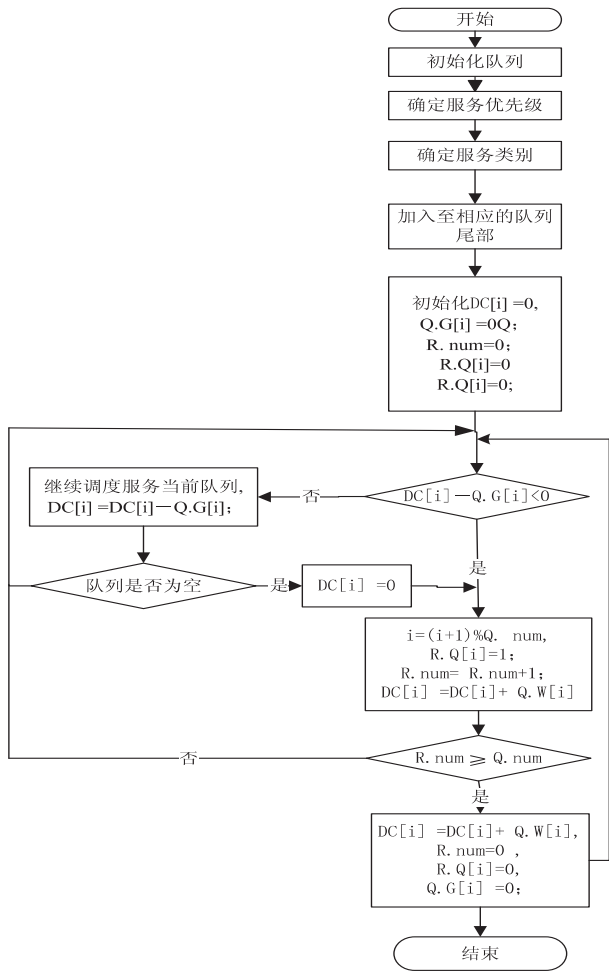 开始
初始化队列
确定服务优先级
确定服务类别
加入至相应的队列
尾部
初始化DC[i] =0,
Q.G[i] =0Q;
R. num=0;
R.Q[i]=0
R.Q[i]=0;
DC[i]－Q.G[i]<0
否
继续调度服务当前队列,
DC[i] =DC[i]－Q.G[i];
是
队列是否为空
是
DC[i] =0
i=(i+1)%Q. num,
R.Q[i]=1;
R.num= R.num+1;
DC[i] =DC[i]+ Q.W[i]
R.num ≥ Q.num
否
是
DC[i] =DC[i]+ Q.W[i],
R.num=0 ,
R.Q[i]=0,
Q.G[i] =0;
结束